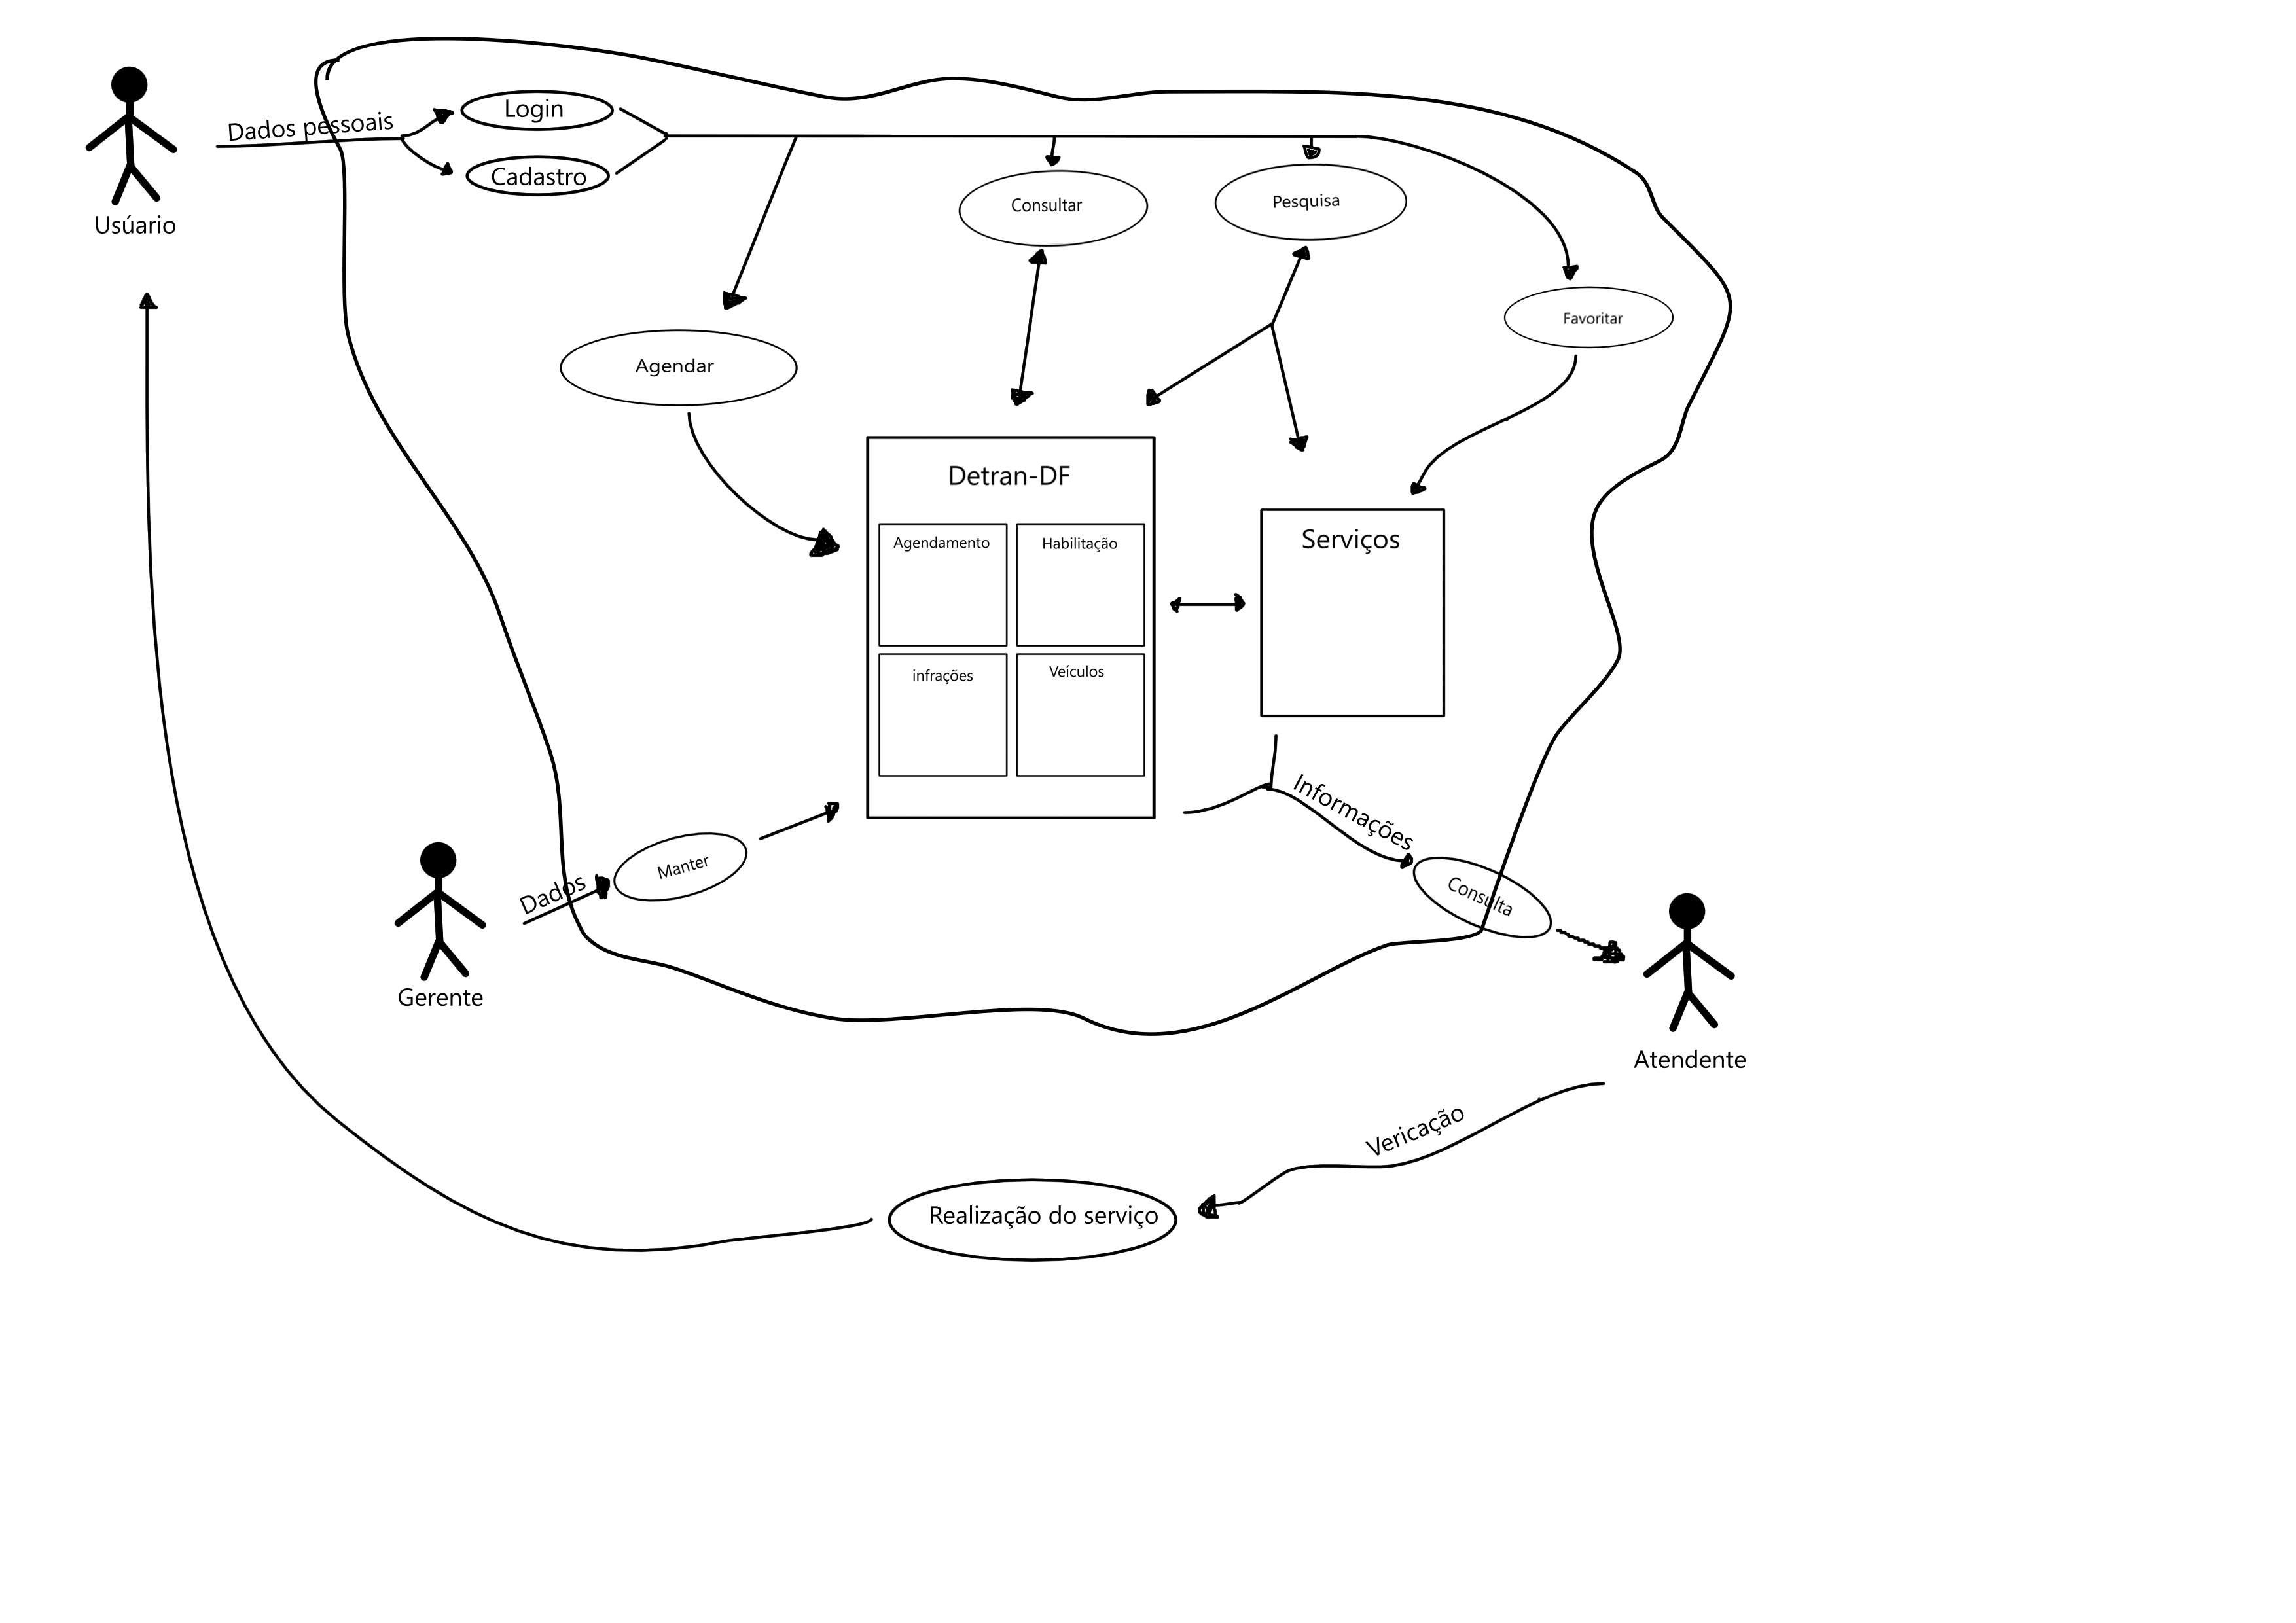 Login
Dados pessoais
Cadastro
Usúario
Consultar
Pesquisa
Favoritar
Agendar
Detran-DF
Agendamento
Habilitação
infrações
Veículos
Serviços
Informações
Manter
Dados
Consulta
Gerente
Atendente
Vericação
Realização do serviço